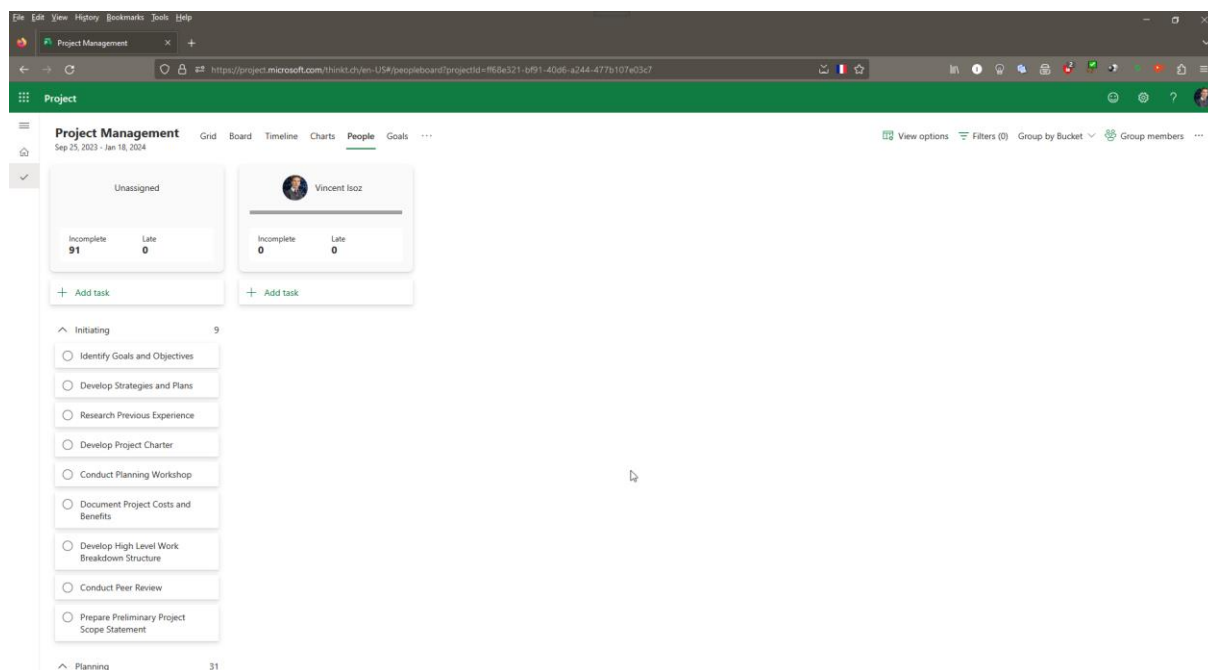 File Edit View History Bookmarks Tools Help
Project Management × +
https://project.microsoft.com/thinkt.ch/en-US#/peopleboard?projectId=ff68e321-bf91-40d6-a244-477b107e03c7
Project
Project Management Grid Board Timeline Charts People Goals ··· View options Filters (0) Group by Bucket Group members ···
Sep 25, 2023 - Jan 18, 2024
Unassigned Vincent Isoz
Incomplete Late Incomplete Late
91 0 0 0
+ Add task + Add task
Initiating 9
Identify Goals and Objectives
Develop Strategies and Plans
Research Previous Experience
Develop Project Charter
Conduct Planning Workshop
Document Project Costs and
Benefits
Develop High Level Work
Breakdown Structure
Conduct Peer Review
Prepare Preliminary Project
Scope Statement
Planning 31